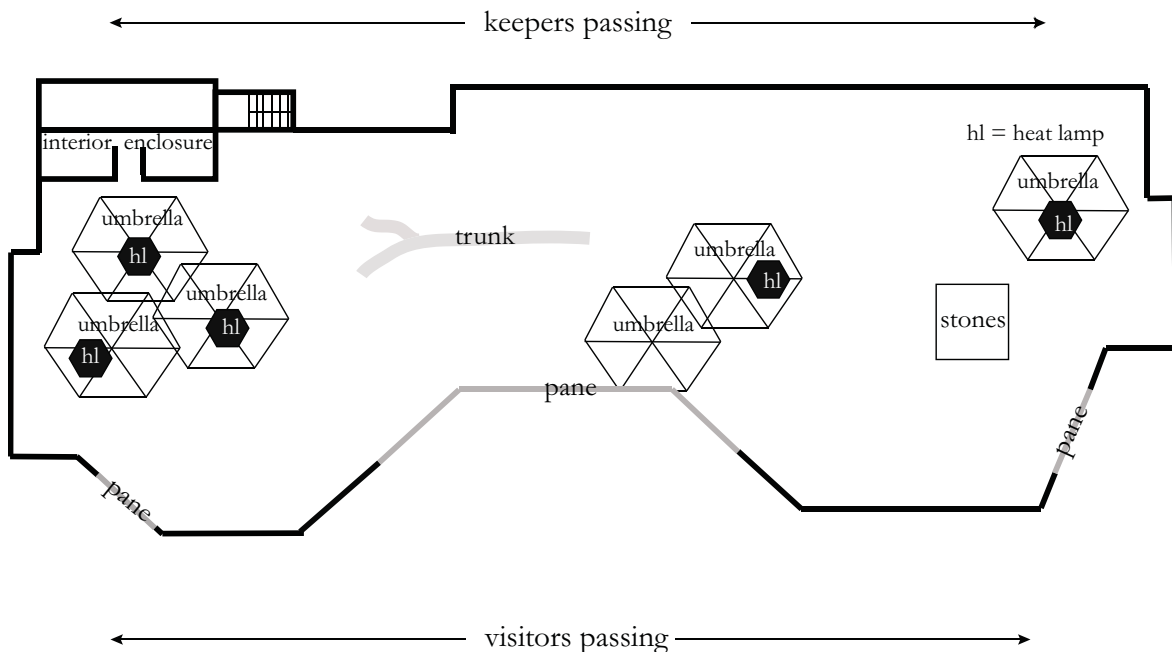 keepers passing
interior enclosure
hl = heat lamp
umbrella
hl
umbrella
hl
trunk
umbrella
hl
umbrella
hl
umbrella
hl
umbrella
stones
pane
pane
pane
visitors passing